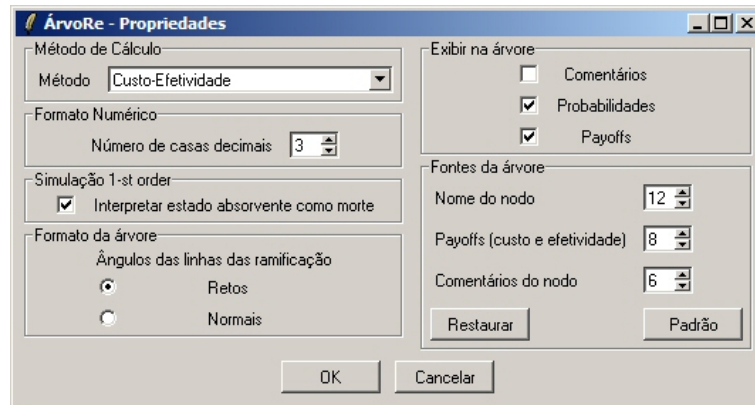 ÁrvoRe - Propriedades
Método de Cálculo
Método Custo-Efetividade
Formato Numérico
Número de casas decimais 3
Simulação 1-st order
Interpretar estado absorvente como morte
Formato da árvore
Ângulos das linhas das ramificação
Retos
Normais
Exibir na árvore
Comentários
Probabilidades
Payoffs
Fontes da árvore
Nome do nodo 12
Payoffs (custo e efetividade) 8
Comentários do nodo 6
Restaurar Padrão
OK Cancelar